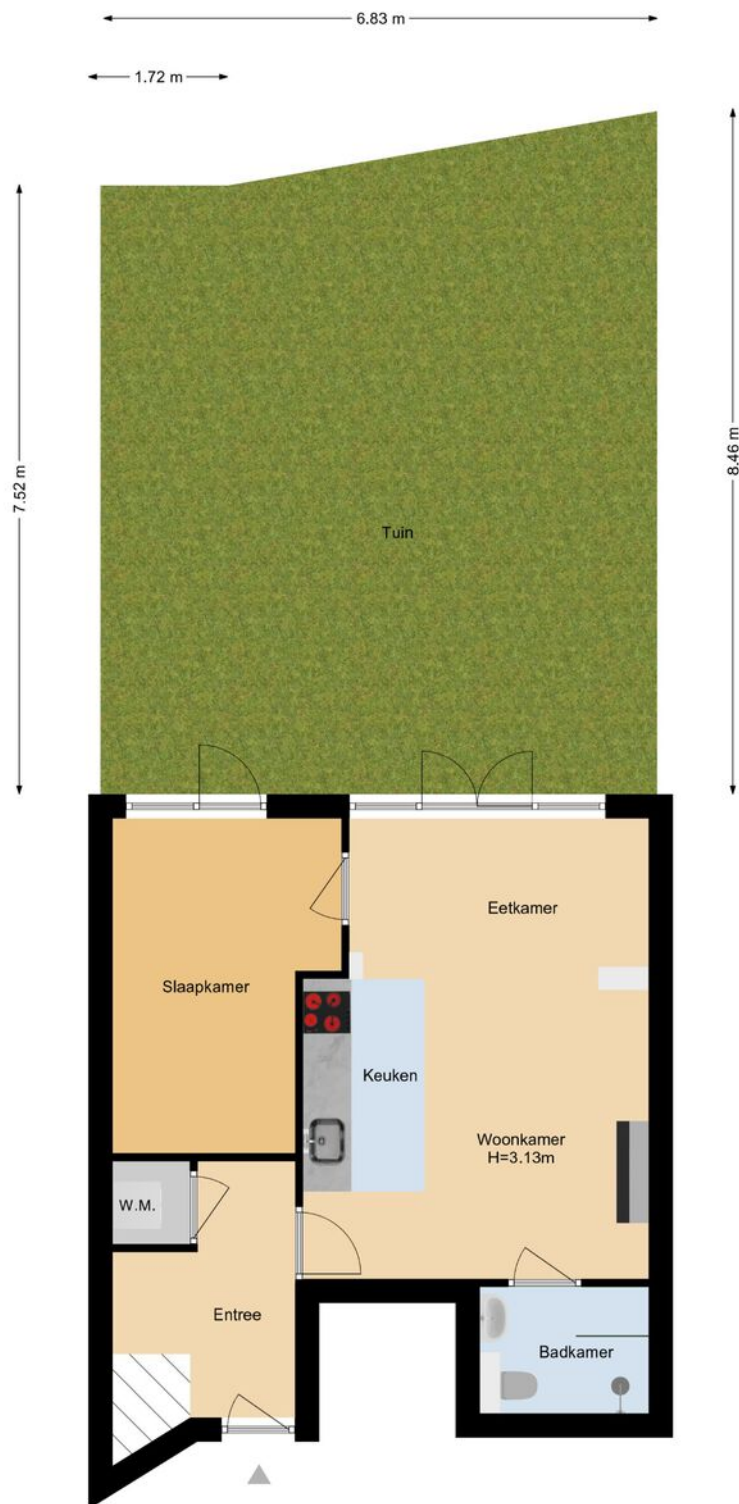 6.83 m
1.72 m
7.52 m
8.46 m
Tuin
Eetkamer
Slaapkamer
Keuken
Woonkamer
H=3.13m
W.M.
Entree
Badkamer